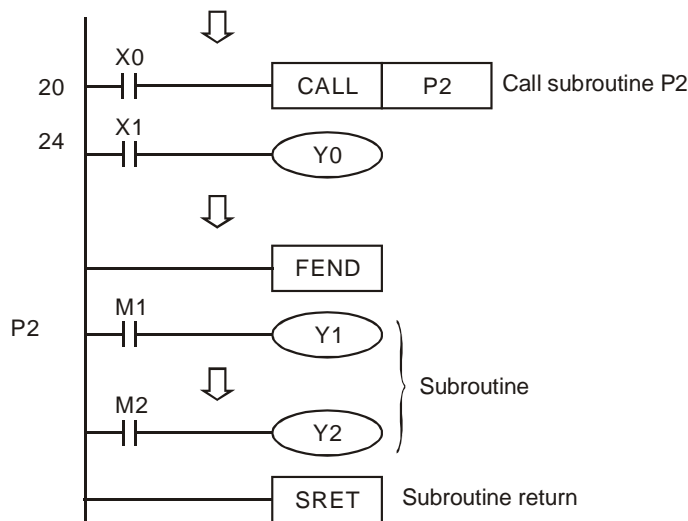 X0
20 CALL P2 Call subroutine P2
X1
24 Y0
FEND
M1
P2 Y1
Subroutine
M2
Y2
SRET Subroutine return